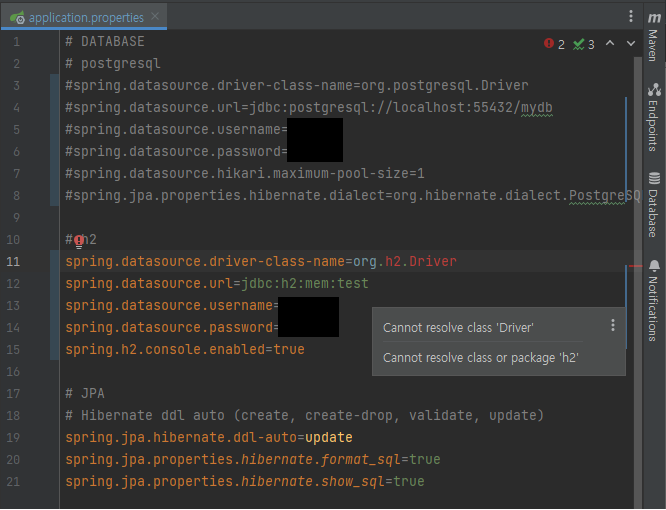 application.properties
1 # DATABASE
2 # postgresql
3 #spring.datasource.driver-class-name=org.postgresql.Driver
4 #spring.datasource.url=jdbc:postgresql://localhost:55432/mydb
5 #spring.datasource.username=
6 #spring.datasource.password=
7 #spring.datasource.hikari.maximum-pool-size=1
8 #spring.jpa.properties.hibernate.dialect=org.hibernate.dialect.PostgreSQ
9
10 # h2
11 spring.datasource.driver-class-name=org.h2.Driver
12 spring.datasource.url=jdbc:h2:mem:test
13 spring.datasource.username=
14 spring.datasource.password=
15 spring.h2.console.enabled=true
16
17 # JPA
18 # Hibernate ddl auto (create, create-drop, validate, update)
19 spring.jpa.hibernate.ddl-auto=update
20 spring.jpa.properties.hibernate.format_sql=true
21 spring.jpa.properties.hibernate.show_sql=true
2 3
Cannot resolve class 'Driver'
Cannot resolve class or package 'h2'
m
Maven
Endpoints
Database
Notifications